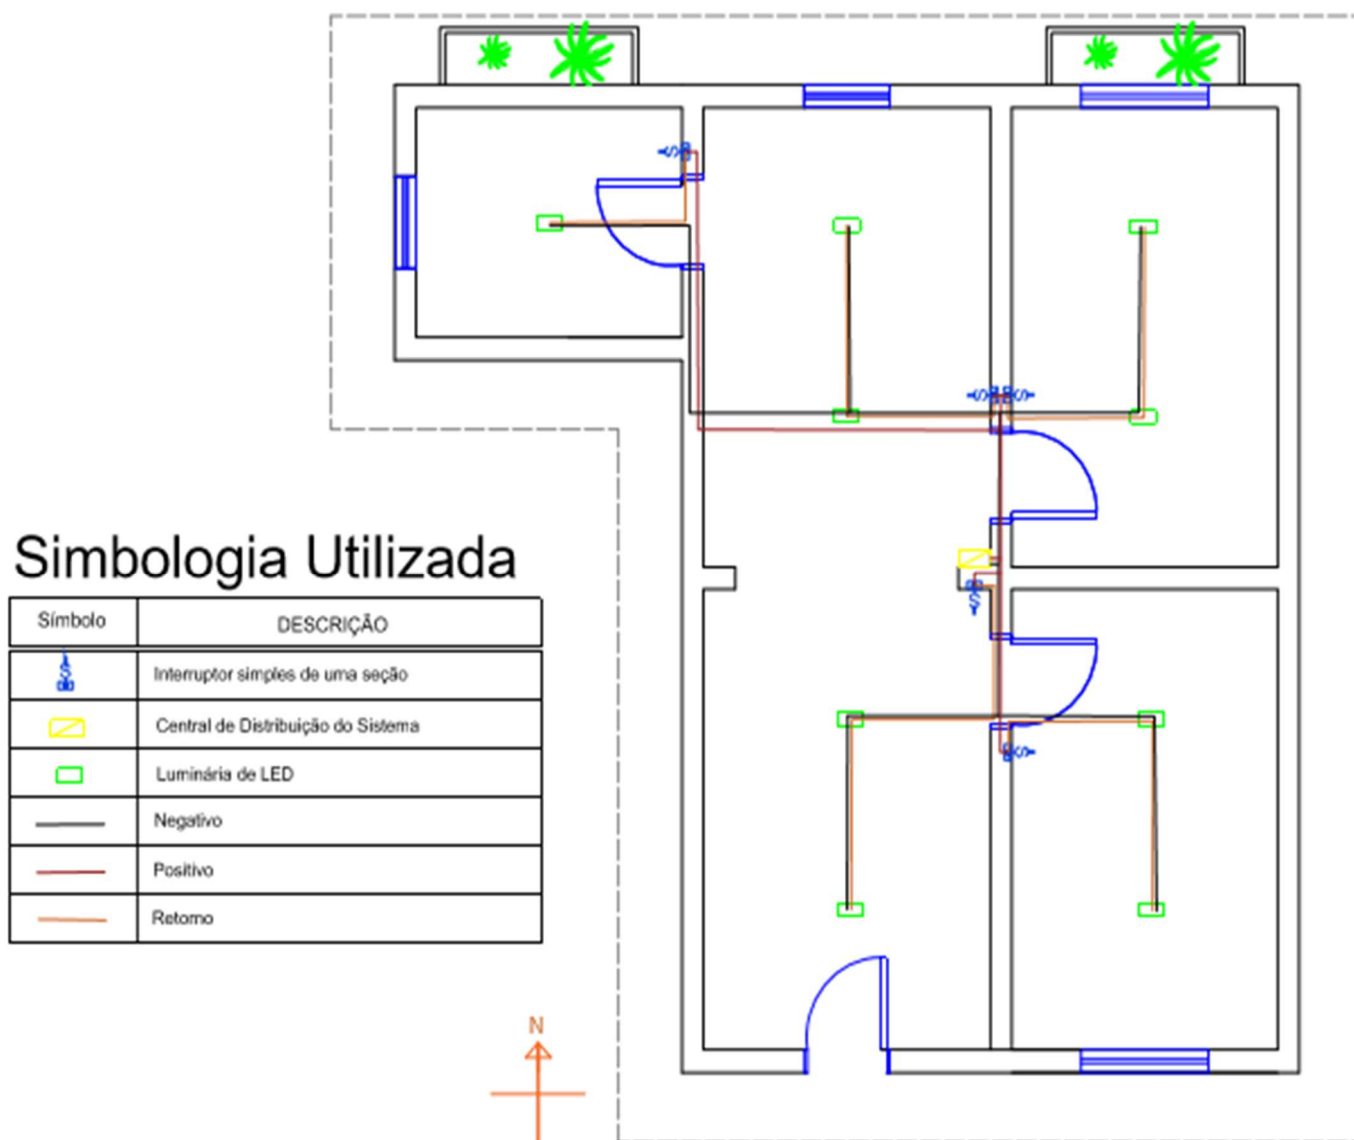 S
S S
Simbologia Utilizada
S
Símbolo DESCRIÇÃO
S Interruptor simples de uma seção
Central de Distribuição do Sistema
S
Luminária de LED
Negativo
Positivo
Retorno
N